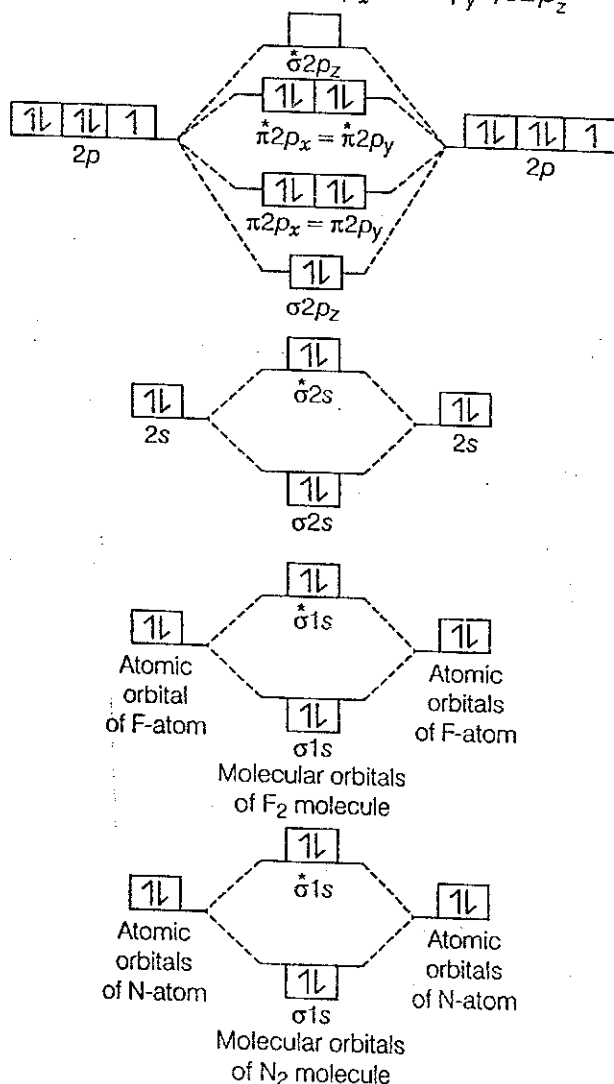 σ*2p_z
π*2p_x = π*2p_y
2p 2p
π2p_x = π2p_y
σ2p_z
σ*2s
2s 2s
σ2s
σ*1s
Atomic orbital of F-atom
Atomic orbitals of F-atom
σ1s
Molecular orbitals
of F₂ molecule
σ*1s
Atomic orbitals of N-atom
Atomic orbitals of N-atom
σ1s
Molecular orbitals
of N₂ molecule